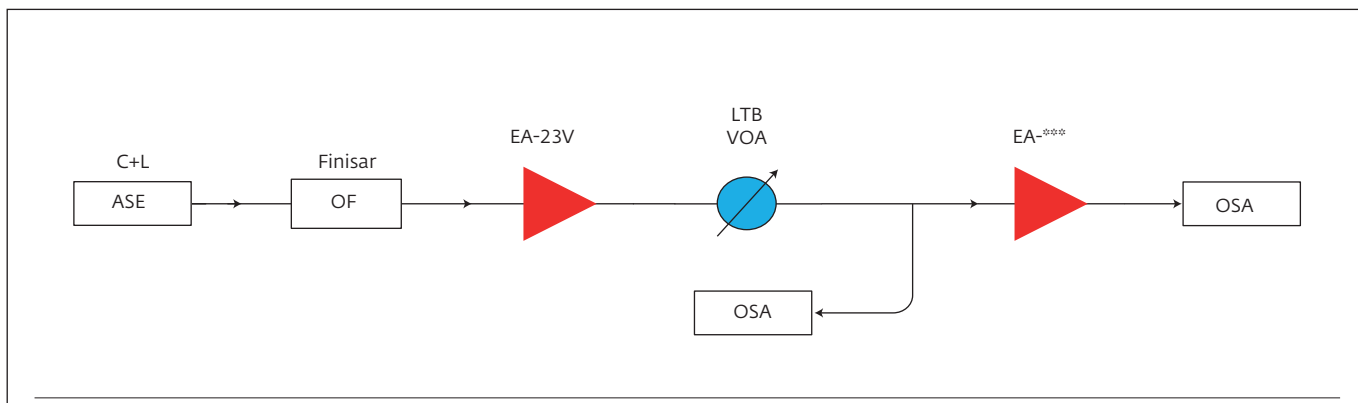 C+L
ASE
Finisar
OF
EA-23V
LTB
VOA
EA-***
OSA
OSA